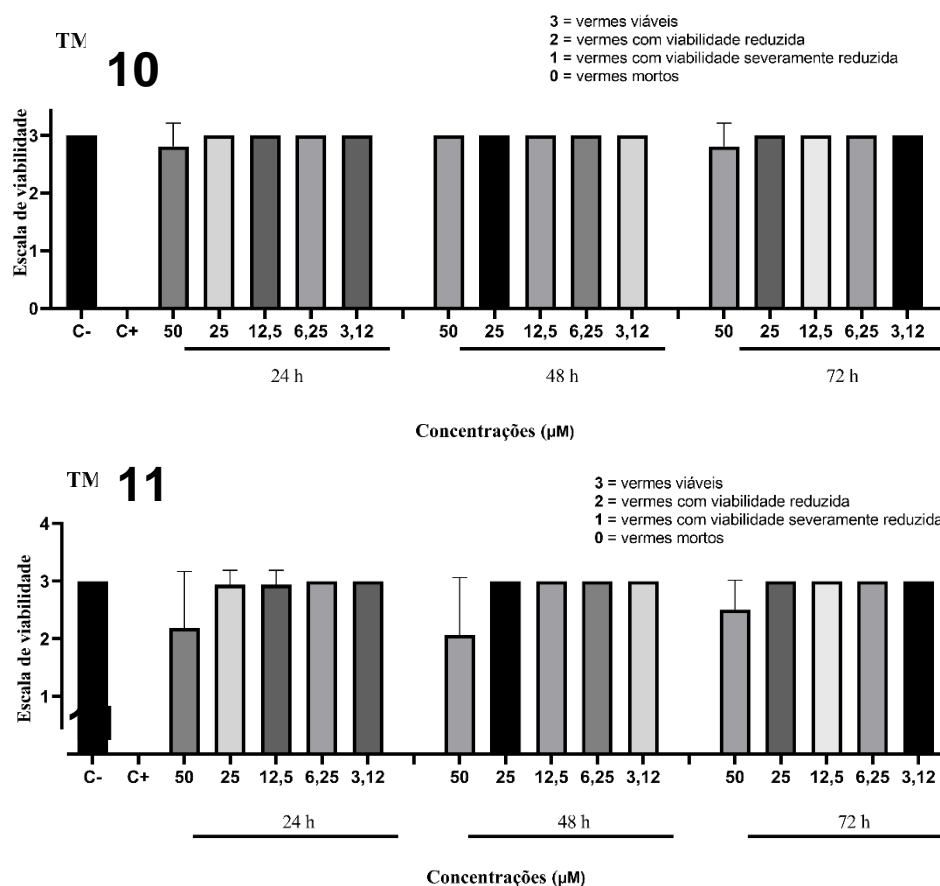 TM 10
3 = vermes viáveis
2 = vermes com viabilidade reduzida
1 = vermes com viabilidade severamente reduzida
0 = vermes mortos
Escala de viabilidade
3
2
1
0
C- C+ 50 25 12,5 6,25 3,12 50 25 12,5 6,25 3,12 50 25 12,5 6,25 3,12
24 h 48 h 72 h
Concentrações (µM)
TM 11
3 = vermes viáveis
2 = vermes com viabilidade reduzida
1 = vermes com viabilidade severamente reduzida
0 = vermes mortos
Escala de viabilidade
4
3
2
1
C- C+ 50 25 12,5 6,25 3,12 50 25 12,5 6,25 3,12 50 25 12,5 6,25 3,12
24 h 48 h 72 h
Concentrações (µM)